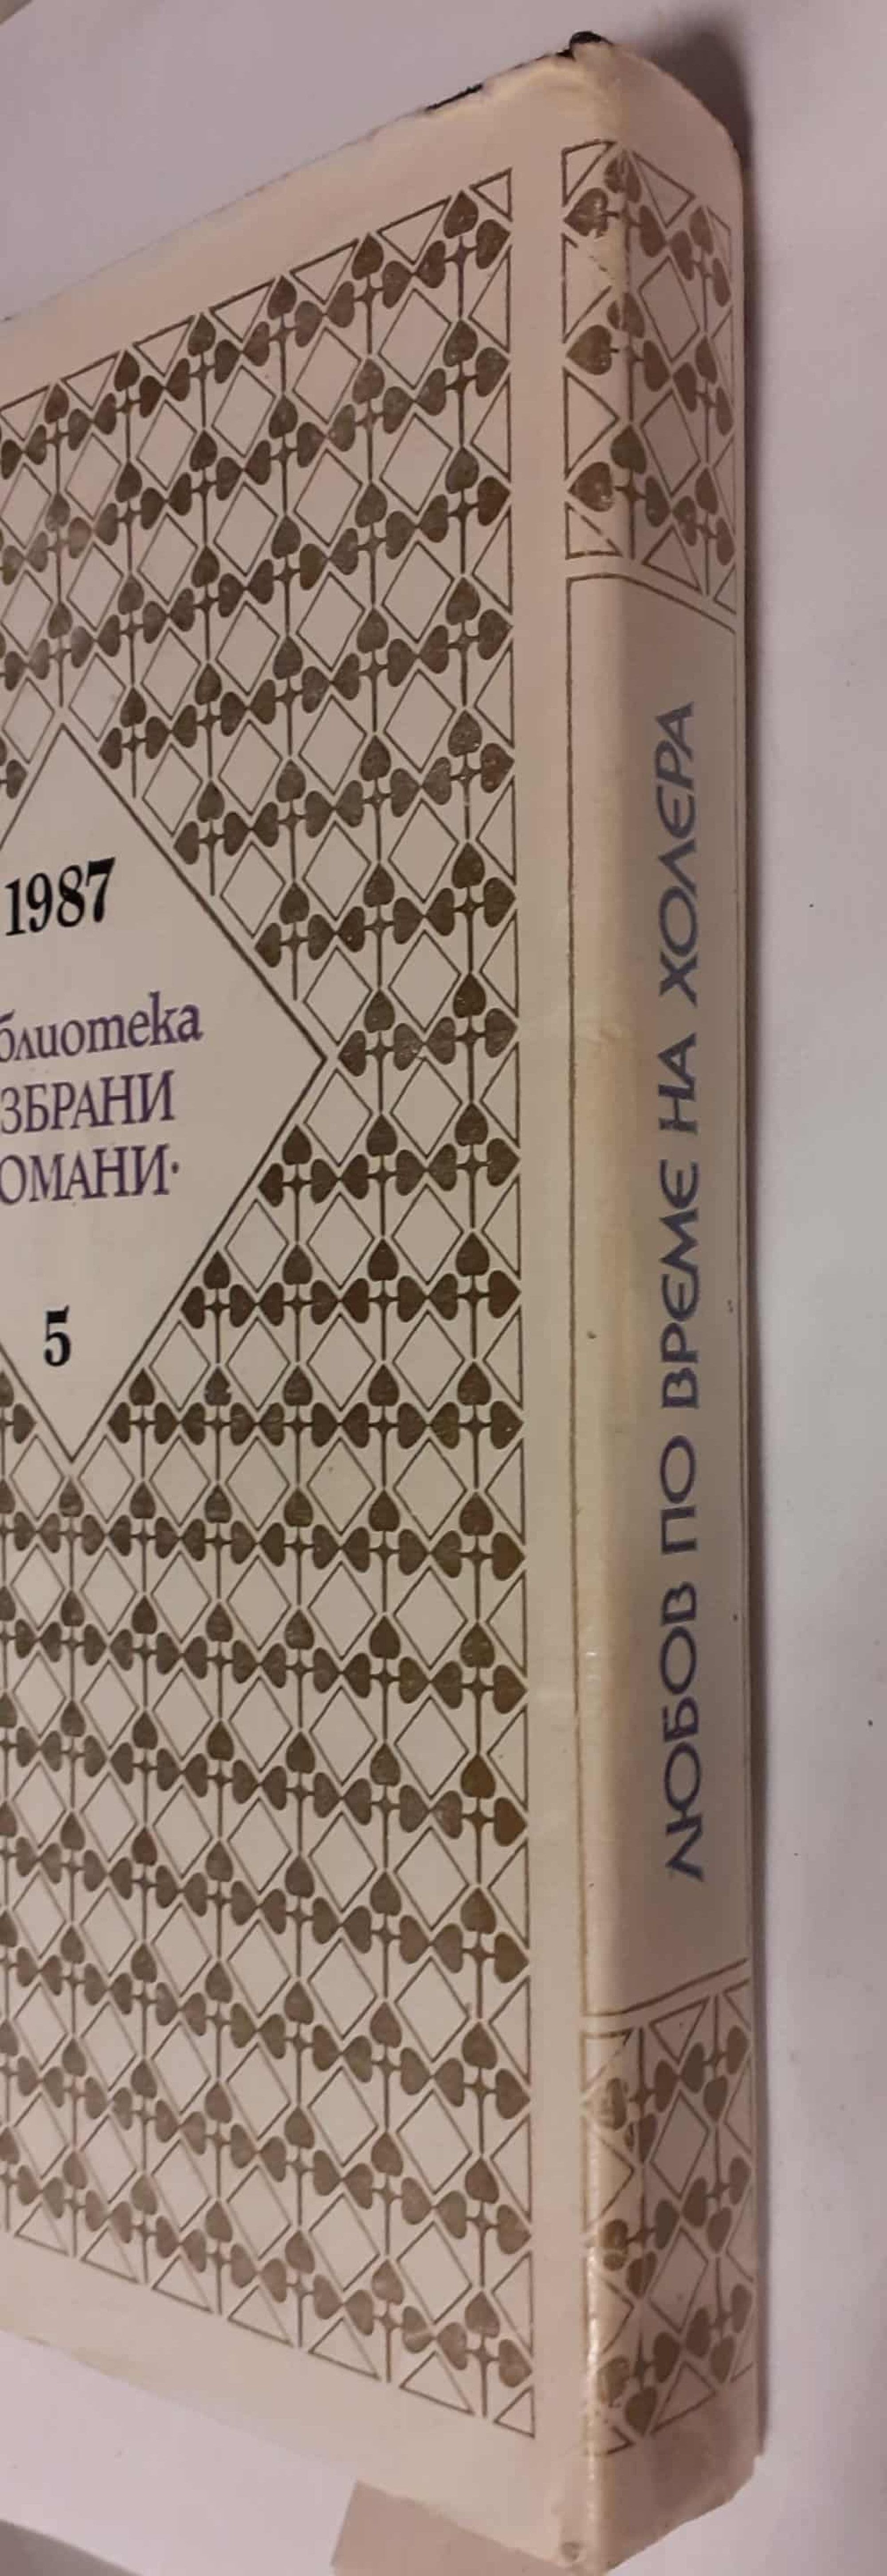 1987
блиотека
ЗБРАНИ
ОМАНИ·
5
ЛЮБОВ ПО ВРЕМЕ НА ХОЛЕРА